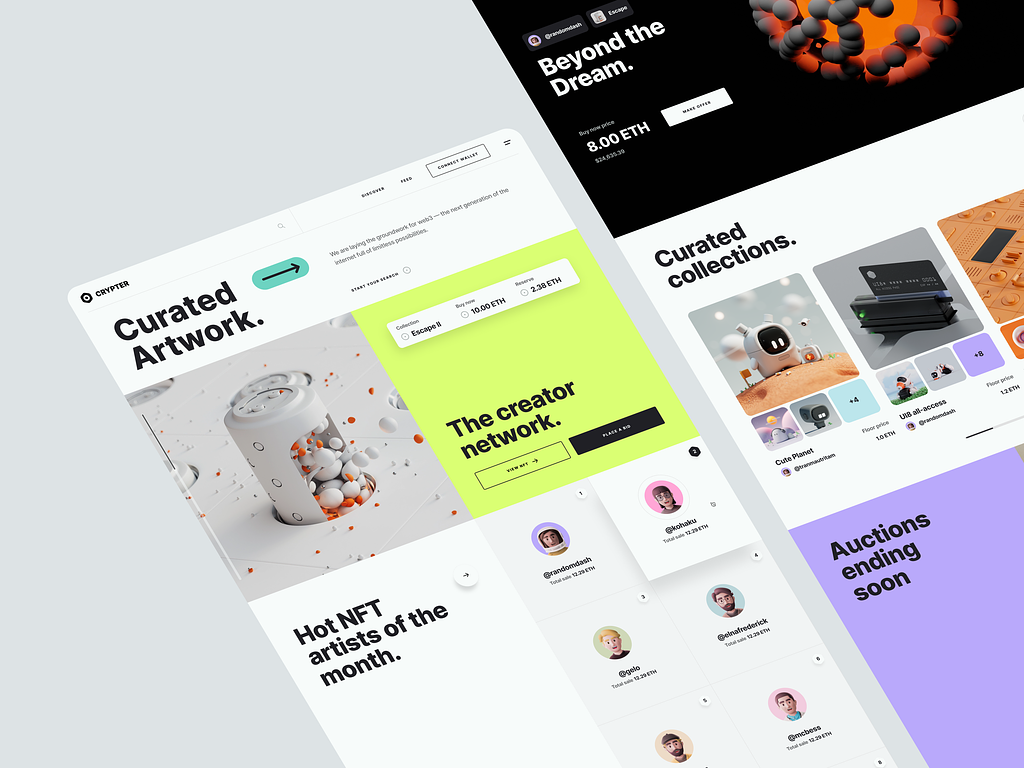 CRYPTER
DISCOVER
FEED
CONNECT WALLET
Curated
Artwork.
We are laying the groundwork for web3 — the next generation of the
internet full of limitless possibilities.
START YOUR SEARCH
Collection
Escape II
Buy now
10.00 ETH
Reserve
2.38 ETH
The creator
network.
VIEW NFT
PLACE A BID
Hot NFT
artists of the
month.
1
@randomdash
Total sale 12.29 ETH
2
@kohaku
Total sale 12.29 ETH
3
@gelo
Total sale 12.29 ETH
4
@elnafrederick
Total sale 12.29 ETH
5
6
@mcbess
Total sale 12.29 ETH
8
@randomdash
Escape
Beyond the
Dream.
Buy now price
8.00 ETH
$24,635.39
MAKE OFFER
Curated
collections.
+4
Cute Planet
@tranmautritam
Floor price
1.0 ETH
+8
UI8 all-access
@randomdash
Floor price
1.2 ETH
Auctions
ending
soon